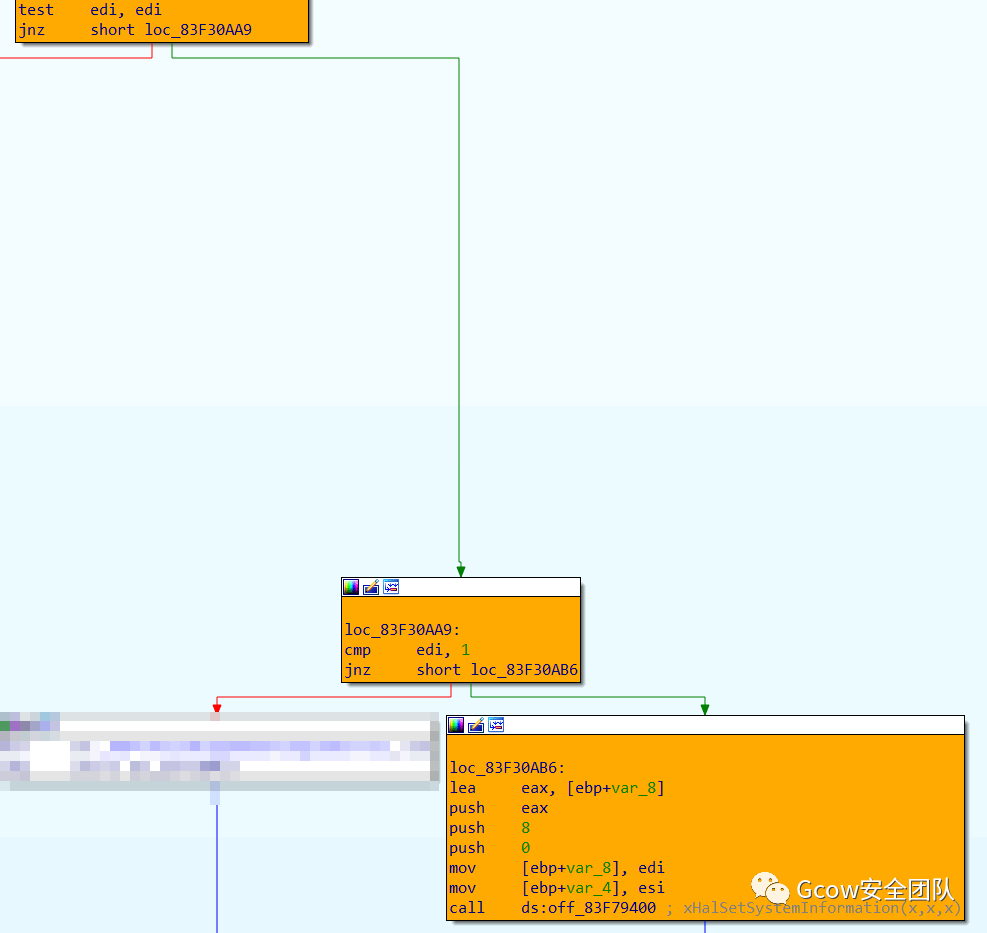 test    edi, edi
jnz     short loc_83F30AA9
loc_83F30AA9:
cmp     edi, 1
jnz     short loc_83F30AB6
loc_83F30AB6:
lea     eax, [ebp+var_8]
push    eax
push    8
push    0
mov     [ebp+var_8], edi
mov     [ebp+var_4], esi
call    ds:off_83F79400 ; xHalSetSystemInformation(x,x,x)
Gcow安全团队